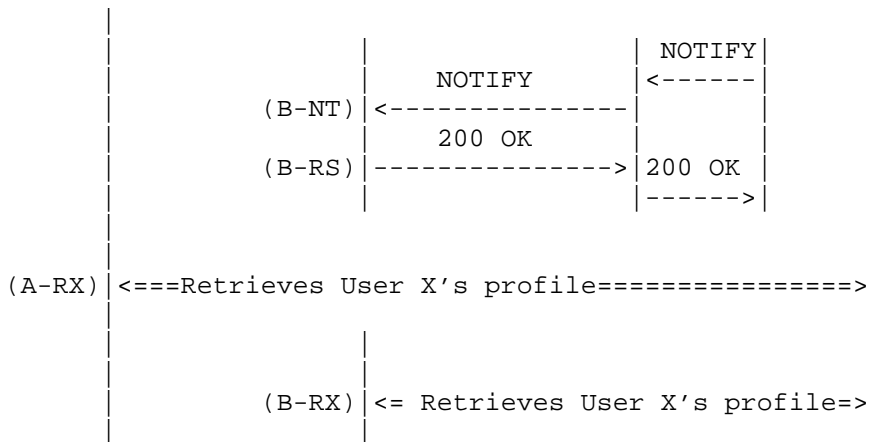 NOTIFY
NOTIFY <------
(B-NT) <---------------
200 OK
(B-RS) ---------------> 200 OK
------>
(A-RX) <===Retrieves User X's profile================>
(B-RX) <= Retrieves User X's profile=>